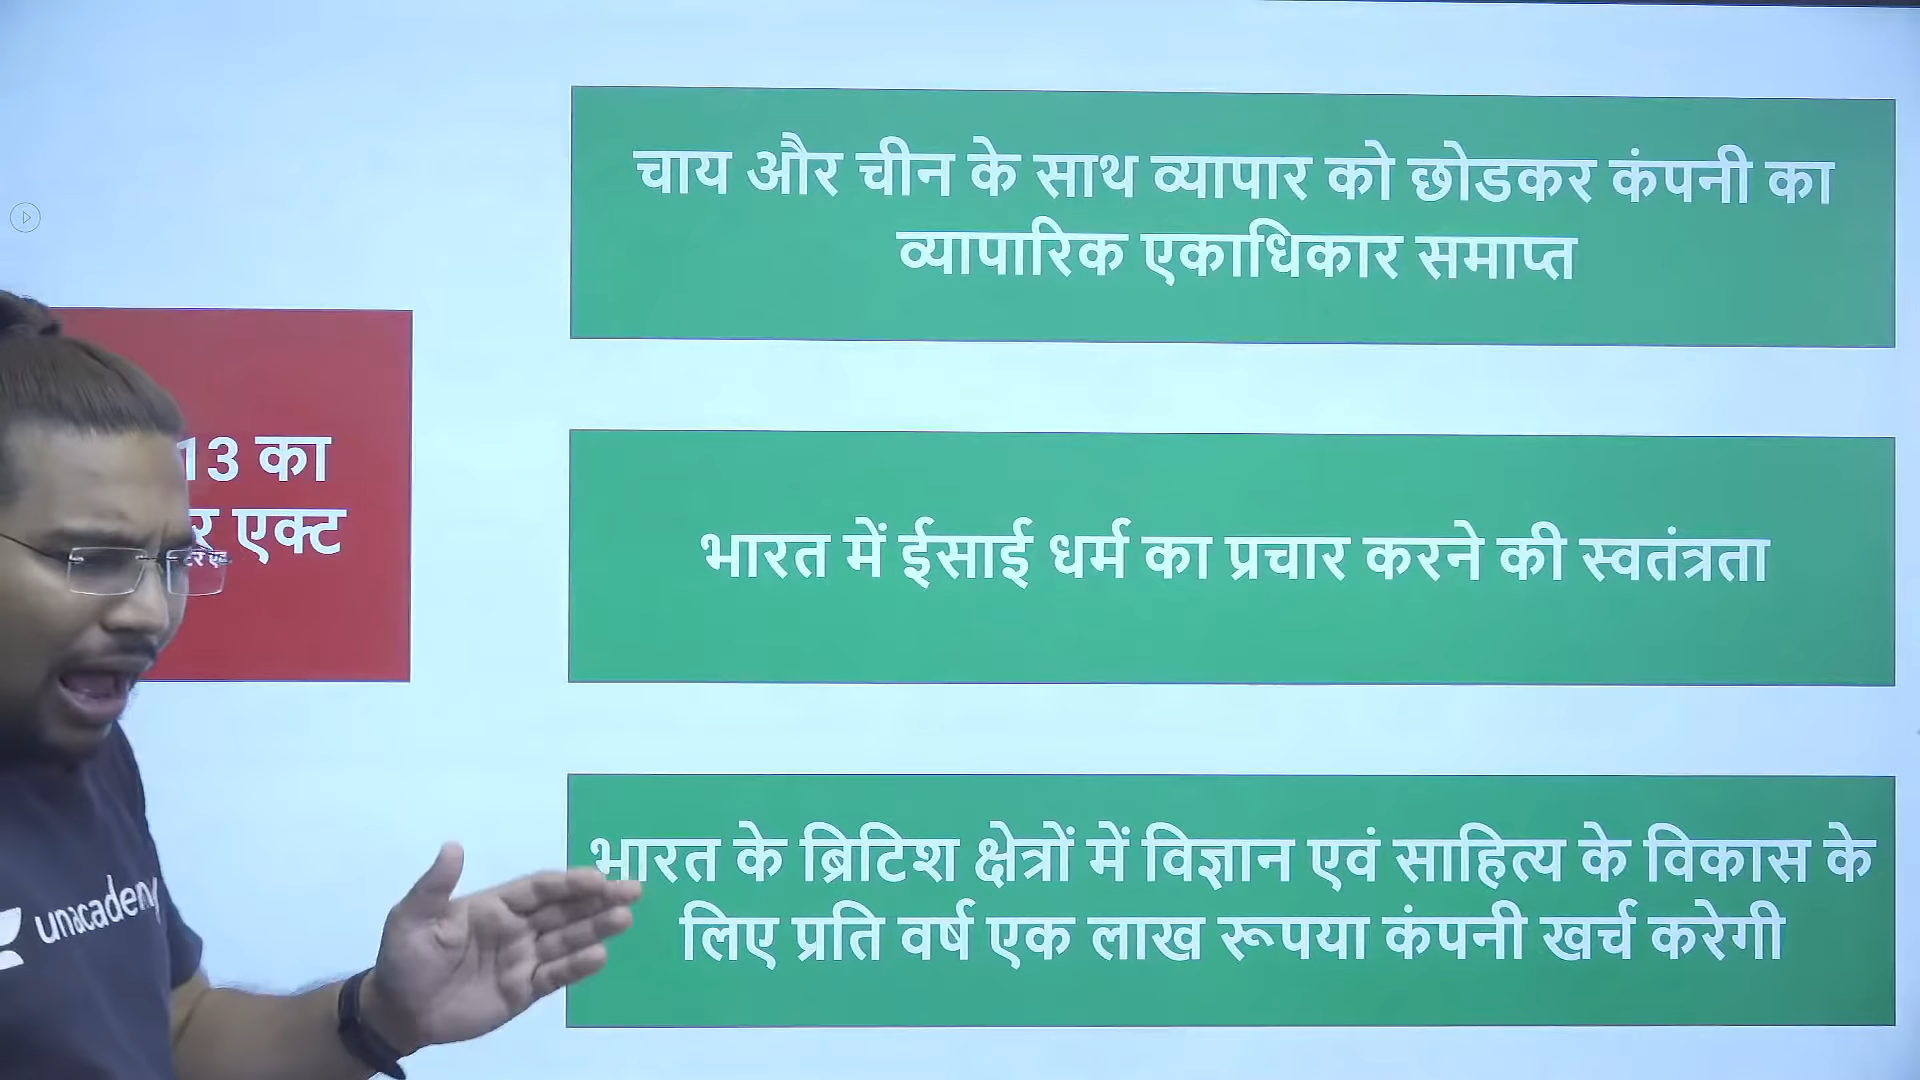 चाय और चीन के साथ व्यापार को छोडकर कंपनी का
व्यापारिक एकाधिकार समाप्त
13 का
एक्ट
भारत में ईसाई धर्म का प्रचार करने की स्वतंत्रता
भारत के ब्रिटिश क्षेत्रों में विज्ञान एवं साहित्य के विकास के
लिए प्रति वर्ष एक लाख रूपया कंपनी खर्च करेगी
unacademy